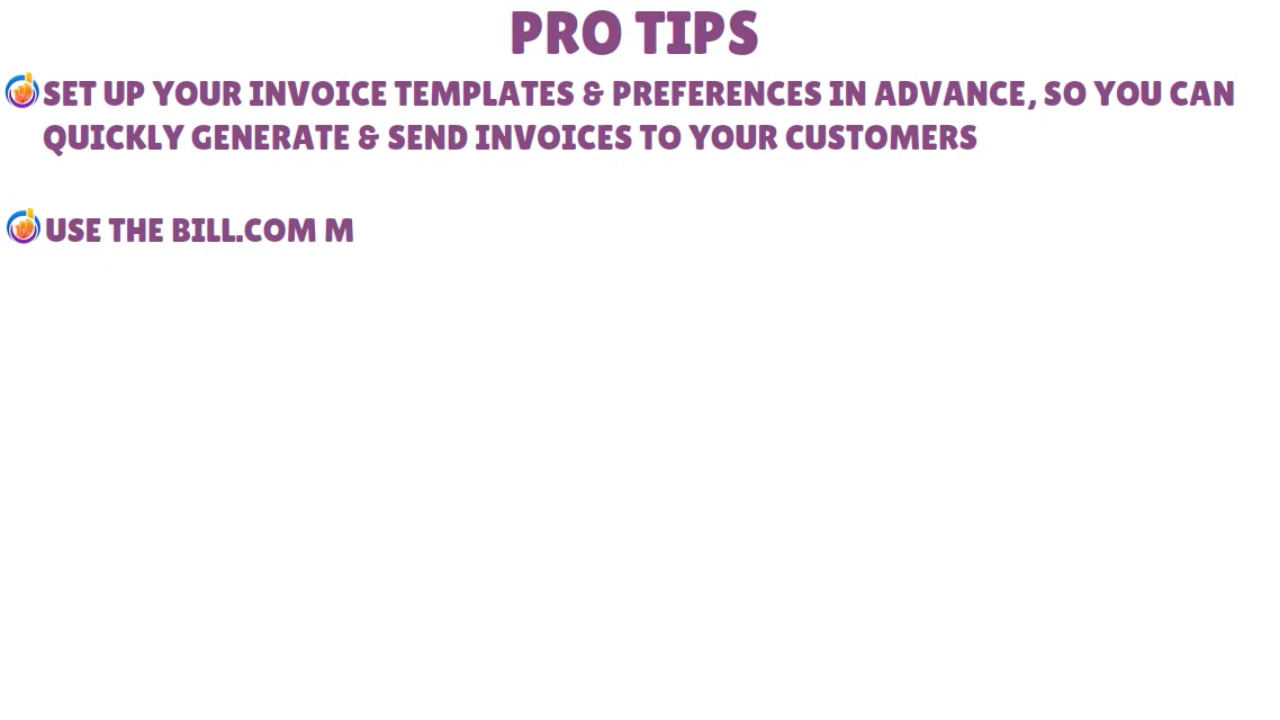 PRO TIPS
SET UP YOUR INVOICE TEMPLATES & PREFERENCES IN ADVANCE, SO YOU CAN
QUICKLY GENERATE & SEND INVOICES TO YOUR CUSTOMERS
USE THE BILL.COM M